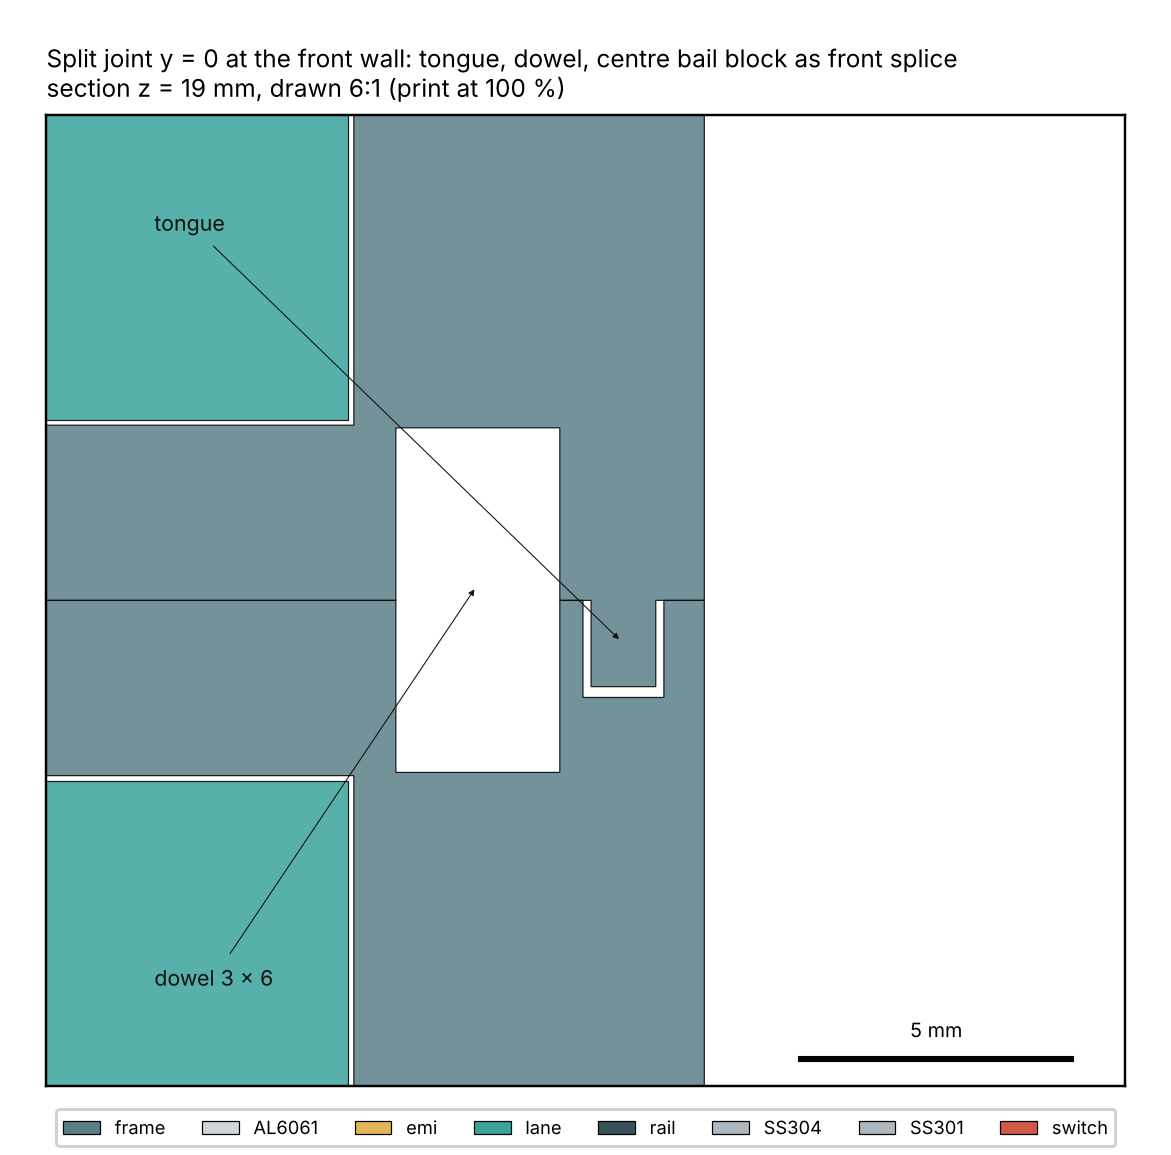 Split joint y = 0 at the front wall: tongue, dowel, centre bail block as front splice
section z = 19 mm, drawn 6:1 (print at 100 %)
tongue
dowel 3 × 6
5 mm
frame AL6061 emi lane rail SS304 SS301 switch